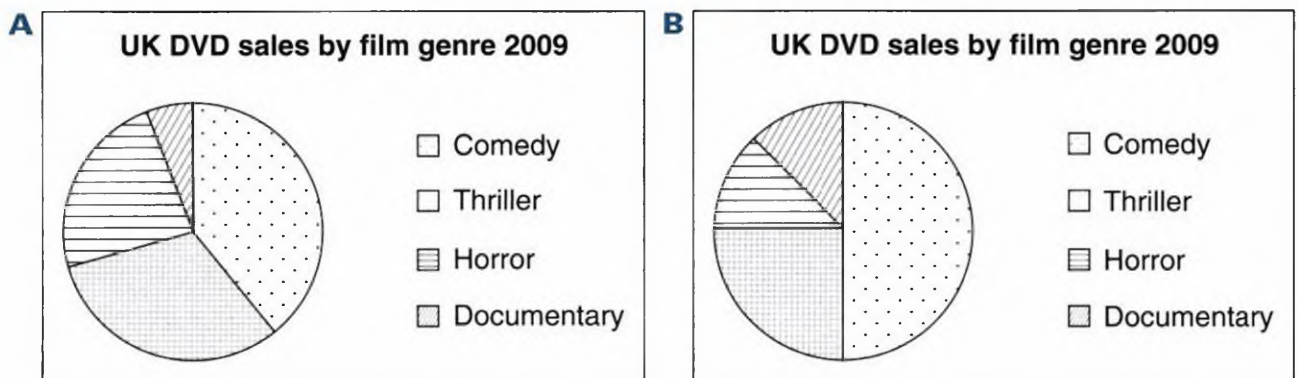 A
UK DVD sales by film genre 2009
Comedy
Thriller
Horror
Documentary
B
UK DVD sales by film genre 2009
Comedy
Thriller
Horror
Documentary